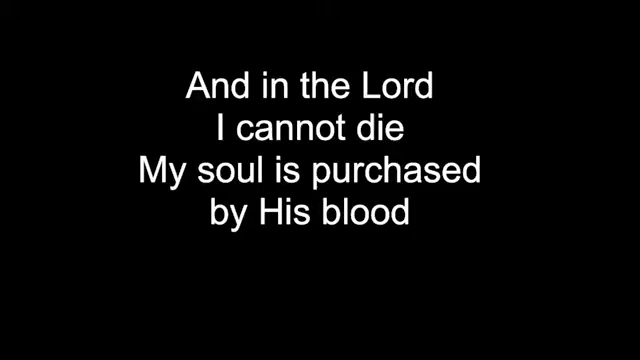 And in the Lord
I cannot die
My soul is purchased
by His blood